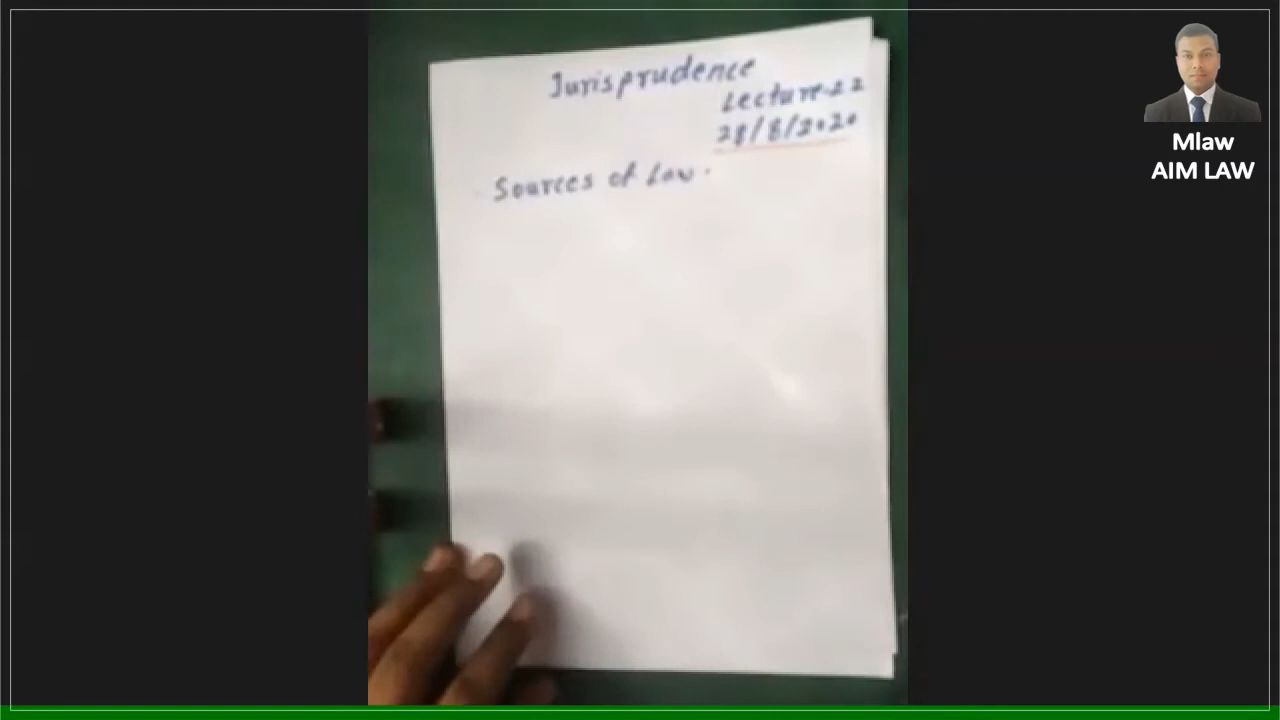 Jurisprudence
Lecture-22
28/8/2020
Sources of Law.
Mlaw
AIM LAW